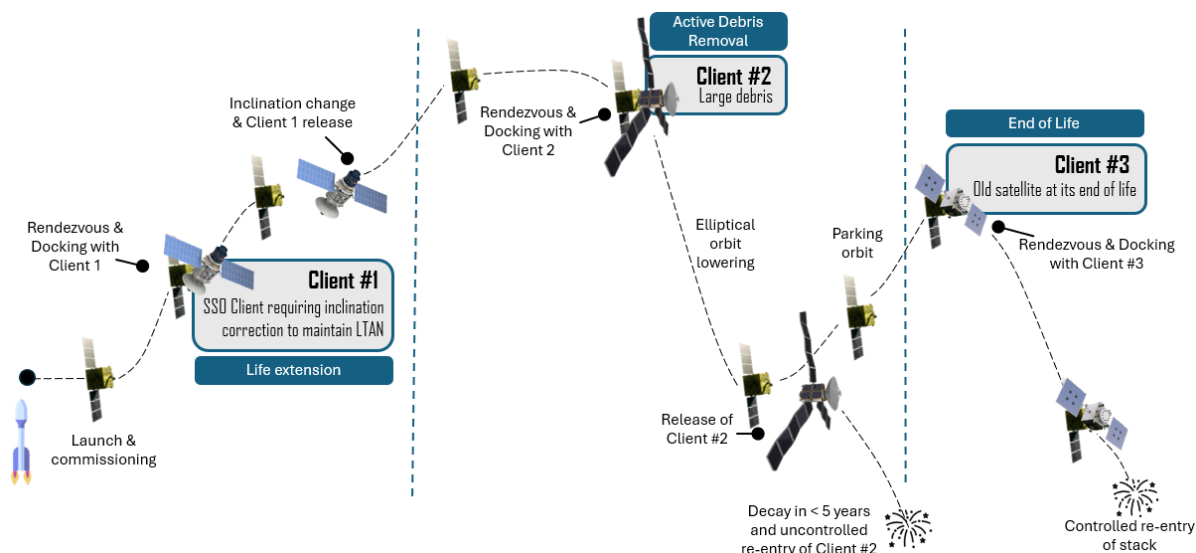 Launch &
commissioning
Rendezvous &
Docking with
Client 1
Client #1
SSO Client requiring inclination
correction to maintain LTAN
Life extension
Inclination change
& Client 1 release
Rendezvous &
Docking with
Client 2
Active Debris
Removal
Client #2
Large debris
Elliptical
orbit
lowering
Release of
Client #2
Decay in < 5 years
and uncontrolled
re-entry of Client #2
Parking
orbit
End of Life
Client #3
Old satellite at its end of life
Rendezvous & Docking
with Client #3
Controlled re-entry
of stack